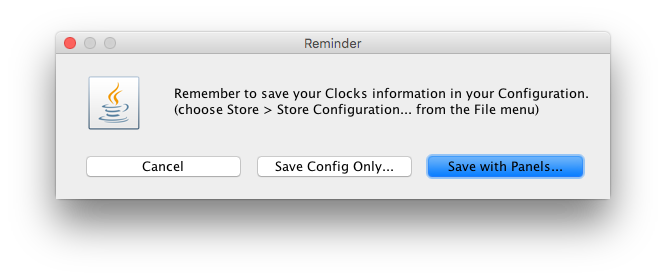 Reminder
Remember to save your Clocks information in your Configuration.
(choose Store > Store Configuration... from the File menu)
Cancel
Save Config Only...
Save with Panels...